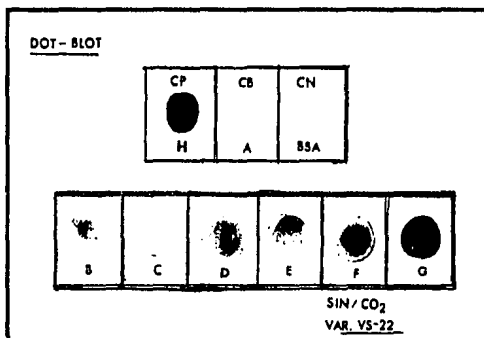 DOT-BLOT
CP CB CN
H A BSA
B C D E F G
SIN/CO₂
VAR. VS-22